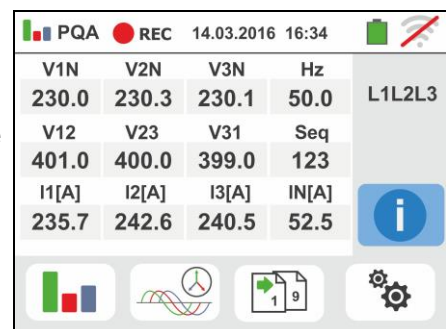 PQA REC 14.03.2016 16:34
V1N V2N V3N Hz
230.0 230.3 230.1 50.0 L1L2L3
V12 V23 V31 Seq
401.0 400.0 399.0 123
I1[A] I2[A] I3[A] IN[A]
235.7 242.6 240.5 52.5
i
1 9